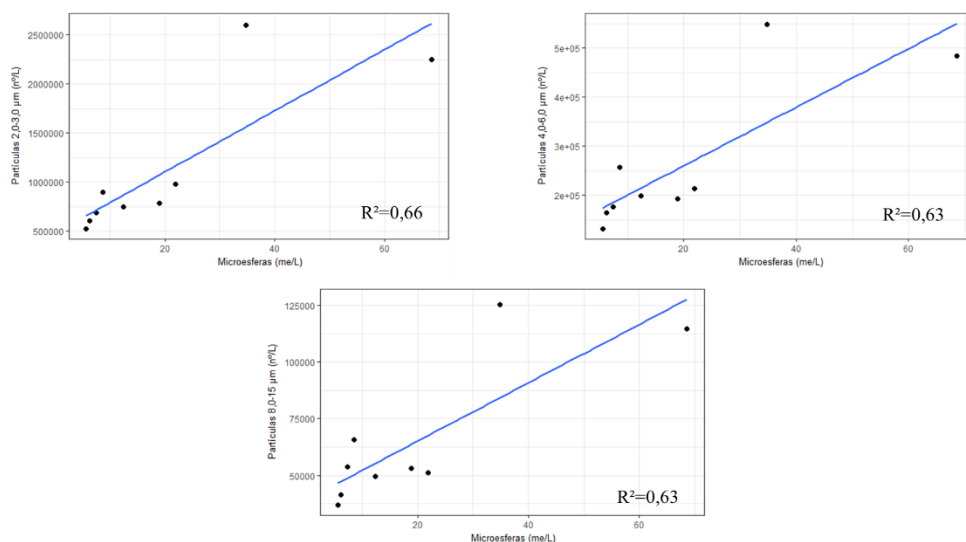 Partículas 2,0-3,0 µm (nº/L)
2500000
2000000
1500000
1000000
500000
R²=0,66
20
40
60
Microesferas (me/L)
Partículas 4,0-6,0 µm (nº/L)
5e+05
4e+05
3e+05
2e+05
R²=0,63
20
40
60
Microesferas (me/L)
Partículas 8,0-15 µm (nº/L)
125000
100000
75000
50000
R²=0,63
20
40
60
Microesferas (me/L)